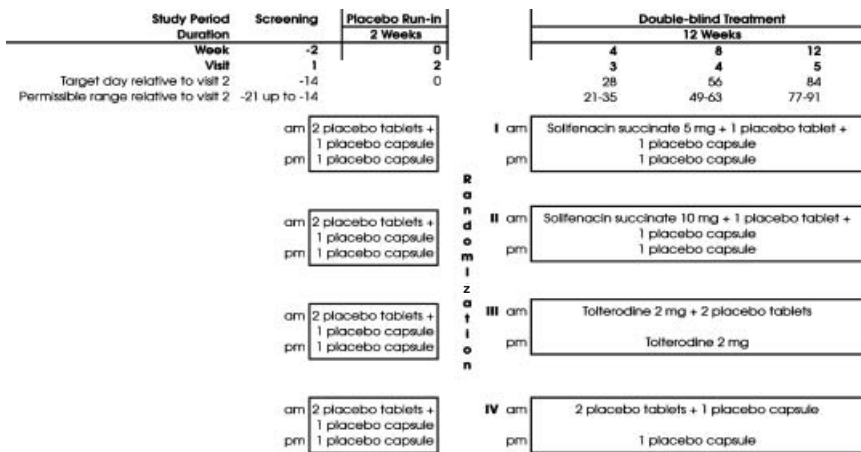 Study Period Screening Placebo Run-in Double-blind Treatment
Duration 2 Weeks 12 Weeks
Week -2 0 4 8 12
Visit 1 2 3 4 5
Target day relative to visit 2 -14 0 28 56 84
Permissible range relative to visit 2 -21 up to -14 21-35 49-63 77-91
am 2 placebo tablets + I am Solifenacin succinate 5 mg + 1 placebo tablet +
1 placebo capsule 1 placebo capsule
pm 1 placebo capsule pm 1 placebo capsule
Randomization
am 2 placebo tablets + II am Solifenacin succinate 10 mg + 1 placebo tablet +
1 placebo capsule 1 placebo capsule
pm 1 placebo capsule pm 1 placebo capsule
am 2 placebo tablets + III am Tolterodine 2 mg + 2 placebo tablets
1 placebo capsule
pm 1 placebo capsule pm Tolterodine 2 mg
am 2 placebo tablets + IV am 2 placebo tablets + 1 placebo capsule
1 placebo capsule
pm 1 placebo capsule pm 1 placebo capsule